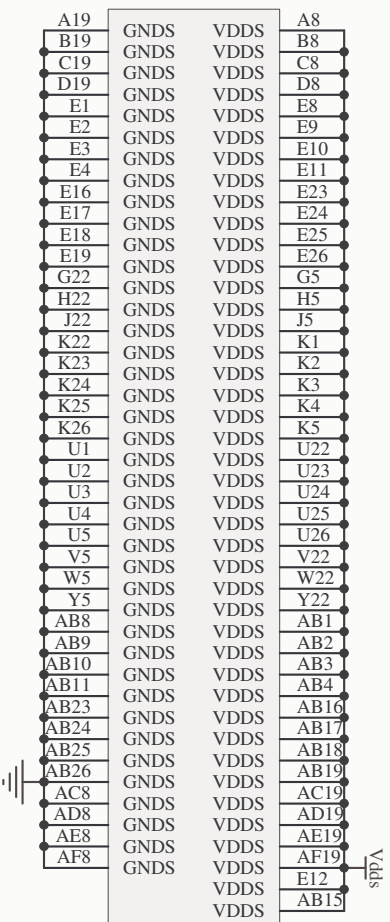 A19 GNDS VDDS A8
B19 GNDS VDDS B8
C19 GNDS VDDS C8
D19 GNDS VDDS D8
E1 GNDS VDDS E8
E2 GNDS VDDS E9
E3 GNDS VDDS E10
E4 GNDS VDDS E11
E16 GNDS VDDS E23
E17 GNDS VDDS E24
E18 GNDS VDDS E25
E19 GNDS VDDS E26
G22 GNDS VDDS G5
H22 GNDS VDDS H5
J22 GNDS VDDS J5
K22 GNDS VDDS K1
K23 GNDS VDDS K2
K24 GNDS VDDS K3
K25 GNDS VDDS K4
K26 GNDS VDDS K5
U1 GNDS VDDS U22
U2 GNDS VDDS U23
U3 GNDS VDDS U24
U4 GNDS VDDS U25
U5 GNDS VDDS U26
V5 GNDS VDDS V22
W5 GNDS VDDS W22
Y5 GNDS VDDS Y22
AB8 GNDS VDDS AB1
AB9 GNDS VDDS AB2
AB10 GNDS VDDS AB3
AB11 GNDS VDDS AB4
AB23 GNDS VDDS AB16
AB24 GNDS VDDS AB17
AB25 GNDS VDDS AB18
AB26 GNDS VDDS AB19
AC8 GNDS VDDS AC19
AD8 GNDS VDDS AD19
AE8 GNDS VDDS AE19
AF8 GNDS VDDS AF19
Vdds
VDDS E12
VDDS AB15